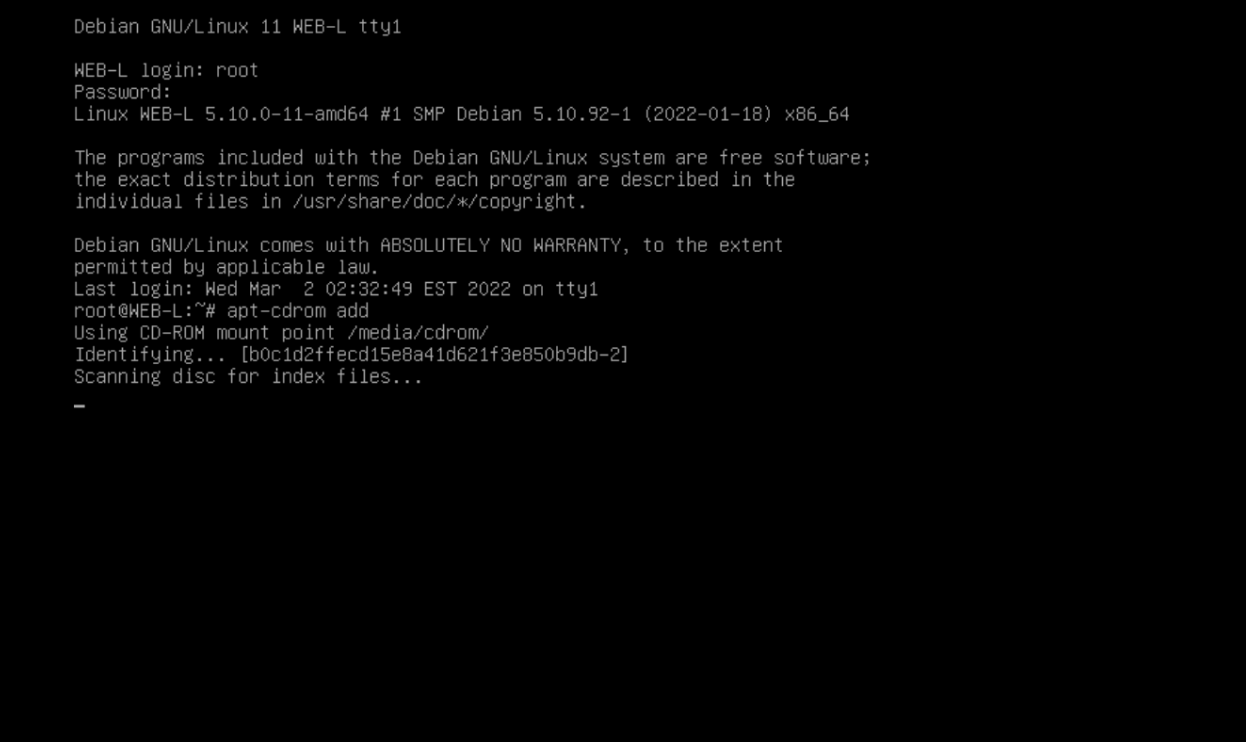 Debian GNU/Linux 11 WEB-L tty1
WEB-L login: root
Password:
Linux WEB-L 5.10.0-11-amd64 #1 SMP Debian 5.10.92-1 (2022-01-18) x86_64
The programs included with the Debian GNU/Linux system are free software;
the exact distribution terms for each program are described in the
individual files in /usr/share/doc/*/copyright.
Debian GNU/Linux comes with ABSOLUTELY NO WARRANTY, to the extent
permitted by applicable law.
Last login: Wed Mar  2 02:32:49 EST 2022 on tty1
root@WEB-L:~# apt-cdrom add
Using CD-ROM mount point /media/cdrom/
Identifying... [b0c1d2ffecd15e8a41d621f3e850b9db-2]
Scanning disc for index files...
_